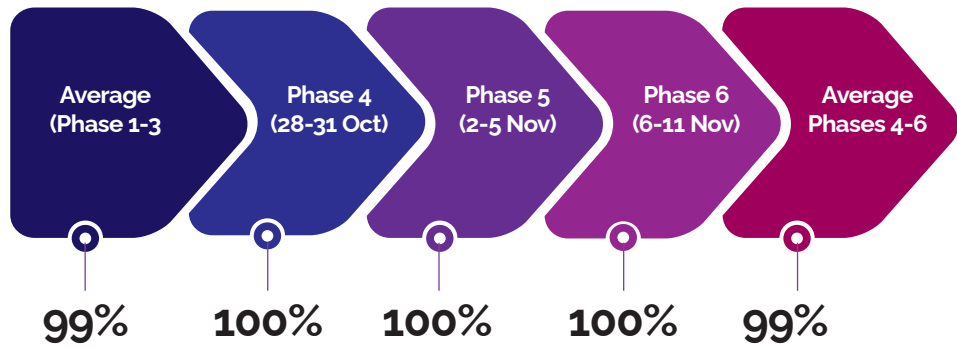 Average
(Phase 1-3
Phase 4
(28-31 Oct)
Phase 5
(2-5 Nov)
Phase 6
(6-11 Nov)
Average
Phases 4-6
99%
100%
100%
100%
99%